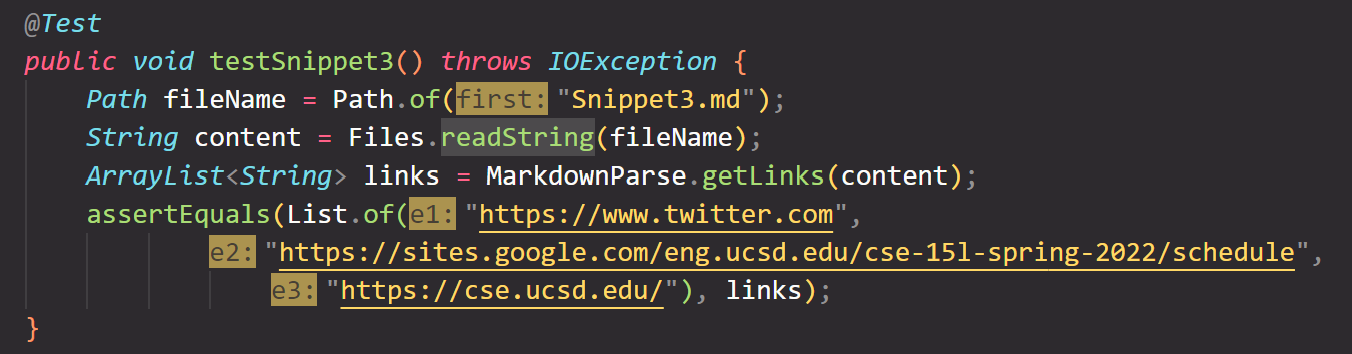 @Test
public void testSnippet3() throws IOException {
Path fileName = Path.of(first: "Snippet3.md");
String content = Files.readString(fileName);
ArrayList<String> links = MarkdownParse.getLinks(content);
assertEquals(List.of(e1: "https://www.twitter.com",
e2: "https://sites.google.com/eng.ucsd.edu/cse-15l-spring-2022/schedule",
e3: "https://cse.ucsd.edu/"), links);
}